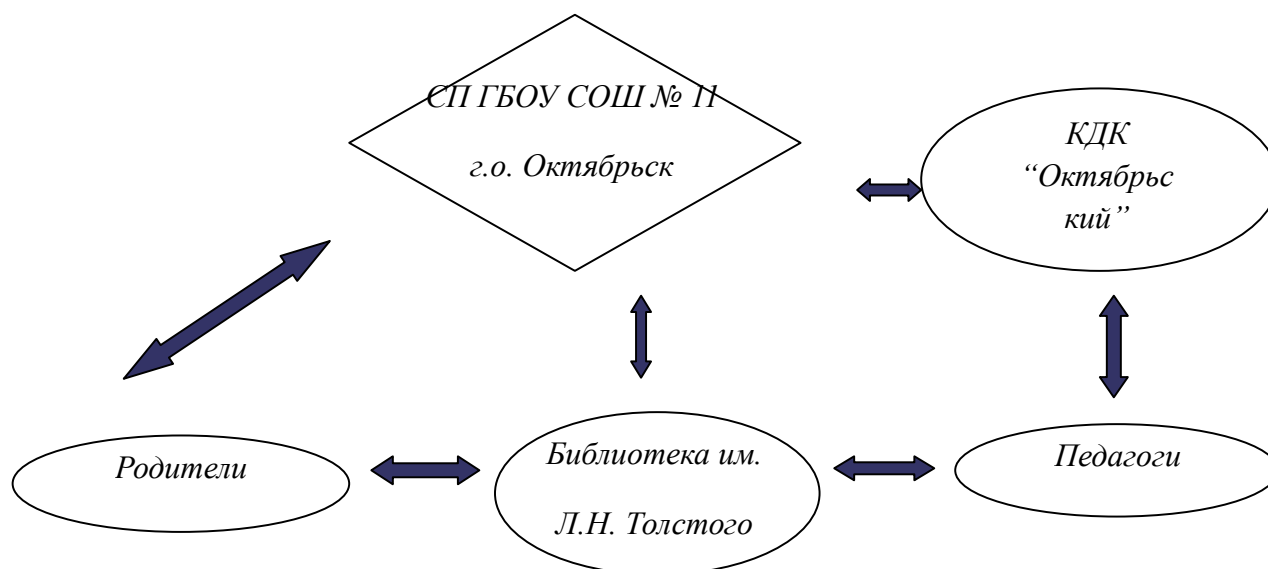 СП ГБОУ СОШ № 11
г.о. Октябрьск
КДК
“Октябрьс
кий”
Родители
Библиотека им.
Л.Н. Толстого
Педагоги